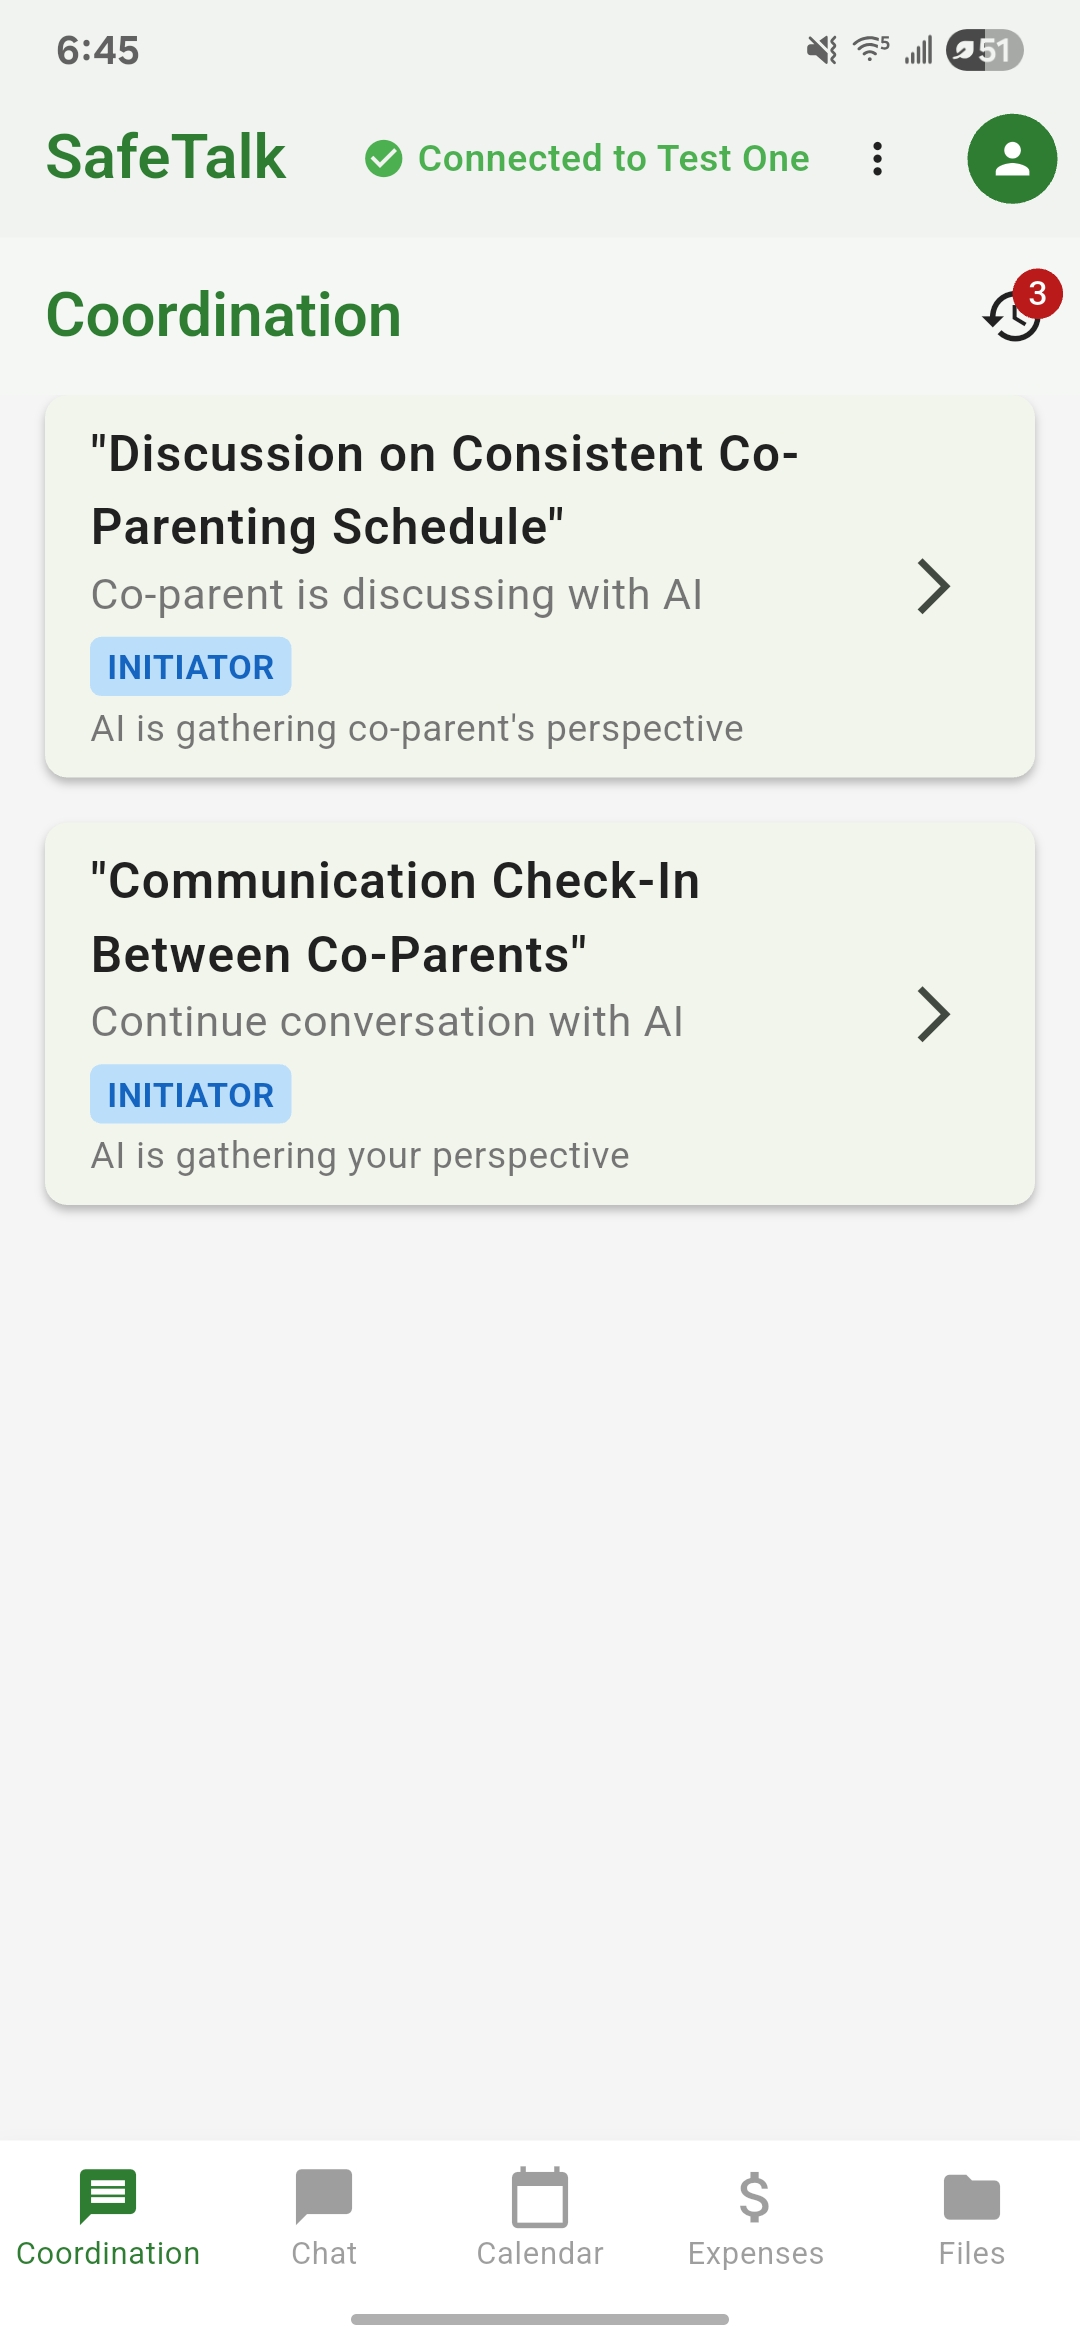 6:45
5
51
SafeTalk
Connected to Test One
Coordination
3
"Discussion on Consistent Co-
Parenting Schedule"
Co-parent is discussing with AI
INITIATOR
AI is gathering co-parent's perspective
"Communication Check-In
Between Co-Parents"
Continue conversation with AI
INITIATOR
AI is gathering your perspective
Coordination
Chat
Calendar
Expenses
Files